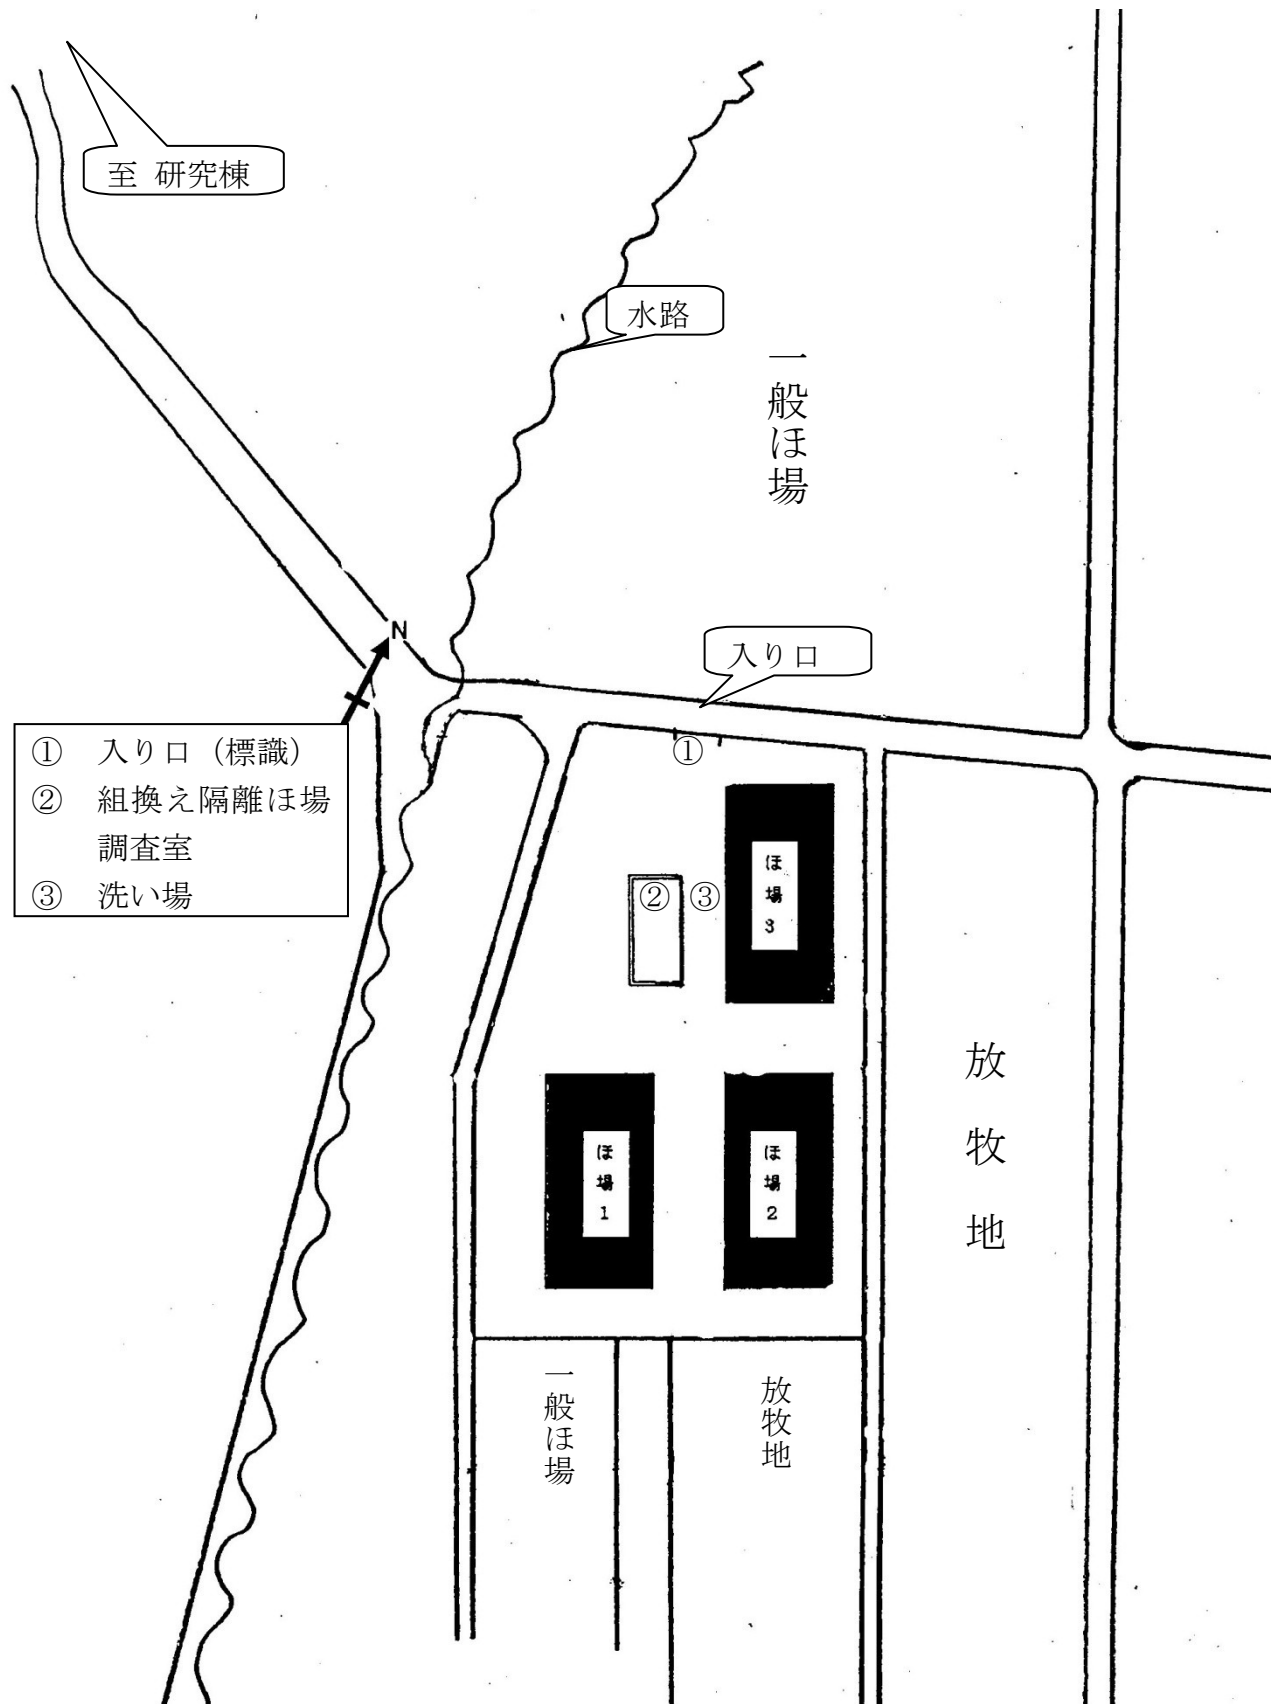 至 研究棟
水路
一般ほ場
N
入り口
① 入り口（標識）
② 組換え隔離ほ場
調査室
③ 洗い場
①
② ③
ほ場3
放牧地
ほ場1
ほ場2
一般ほ場
放牧地